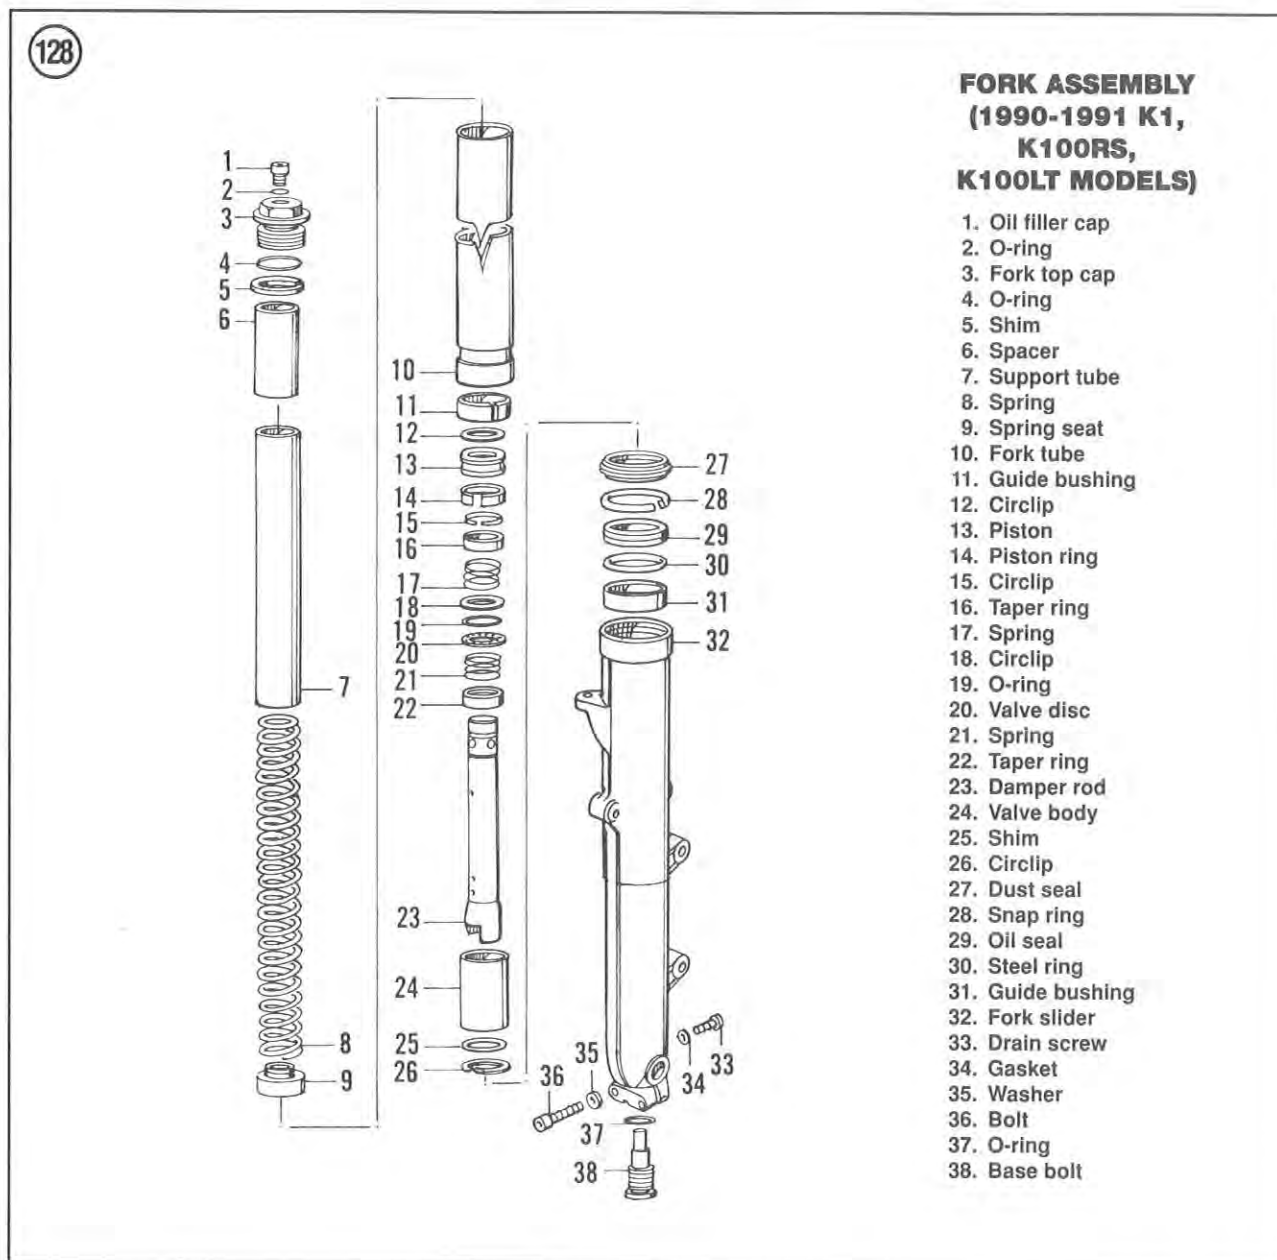 128
FORK ASSEMBLY
(1990-1991 K1,
K100RS,
K100LT MODELS)
1. Oil filler cap
2. O-ring
3. Fork top cap
4. O-ring
5. Shim
6. Spacer
7. Support tube
8. Spring
9. Spring seat
10. Fork tube
11. Guide bushing
12. Circlip
13. Piston
14. Piston ring
15. Circlip
16. Taper ring
17. Spring
18. Circlip
19. O-ring
20. Valve disc
21. Spring
22. Taper ring
23. Damper rod
24. Valve body
25. Shim
26. Circlip
27. Dust seal
28. Snap ring
29. Oil seal
30. Steel ring
31. Guide bushing
32. Fork slider
33. Drain screw
34. Gasket
35. Washer
36. Bolt
37. O-ring
38. Base bolt
1
2
3
4
5
6
7
8
9
10
11
12
13
14
15
16
17
18
19
20
21
22
23
24
25
26
27
28
29
30
31
32
33
34
35
36
37
38